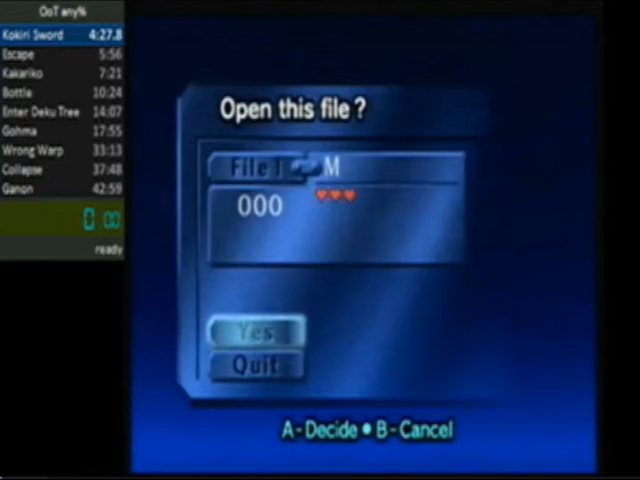 OoT any%
Kokiri Sword 4:27.8
Escape 5:56
Kakariko 7:21
Bottle 10:24
Enter Deku Tree 14:07
Gohma 17:55
Wrong Warp 33:13
Collapse 37:48
Ganon 42:59
0 00
ready
Open this file?
File 1 M
000
Yes
Quit
A-Decide • B-Cancel